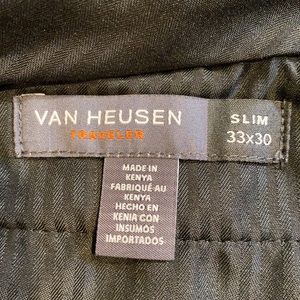 VAN HEUSEN
TRAVELER
SLIM
33x30
MADE IN
KENYA
FABRIQUÉ AU
KENYA
HECHO EN
KENIA CON
INSUMOS
IMPORTADOS